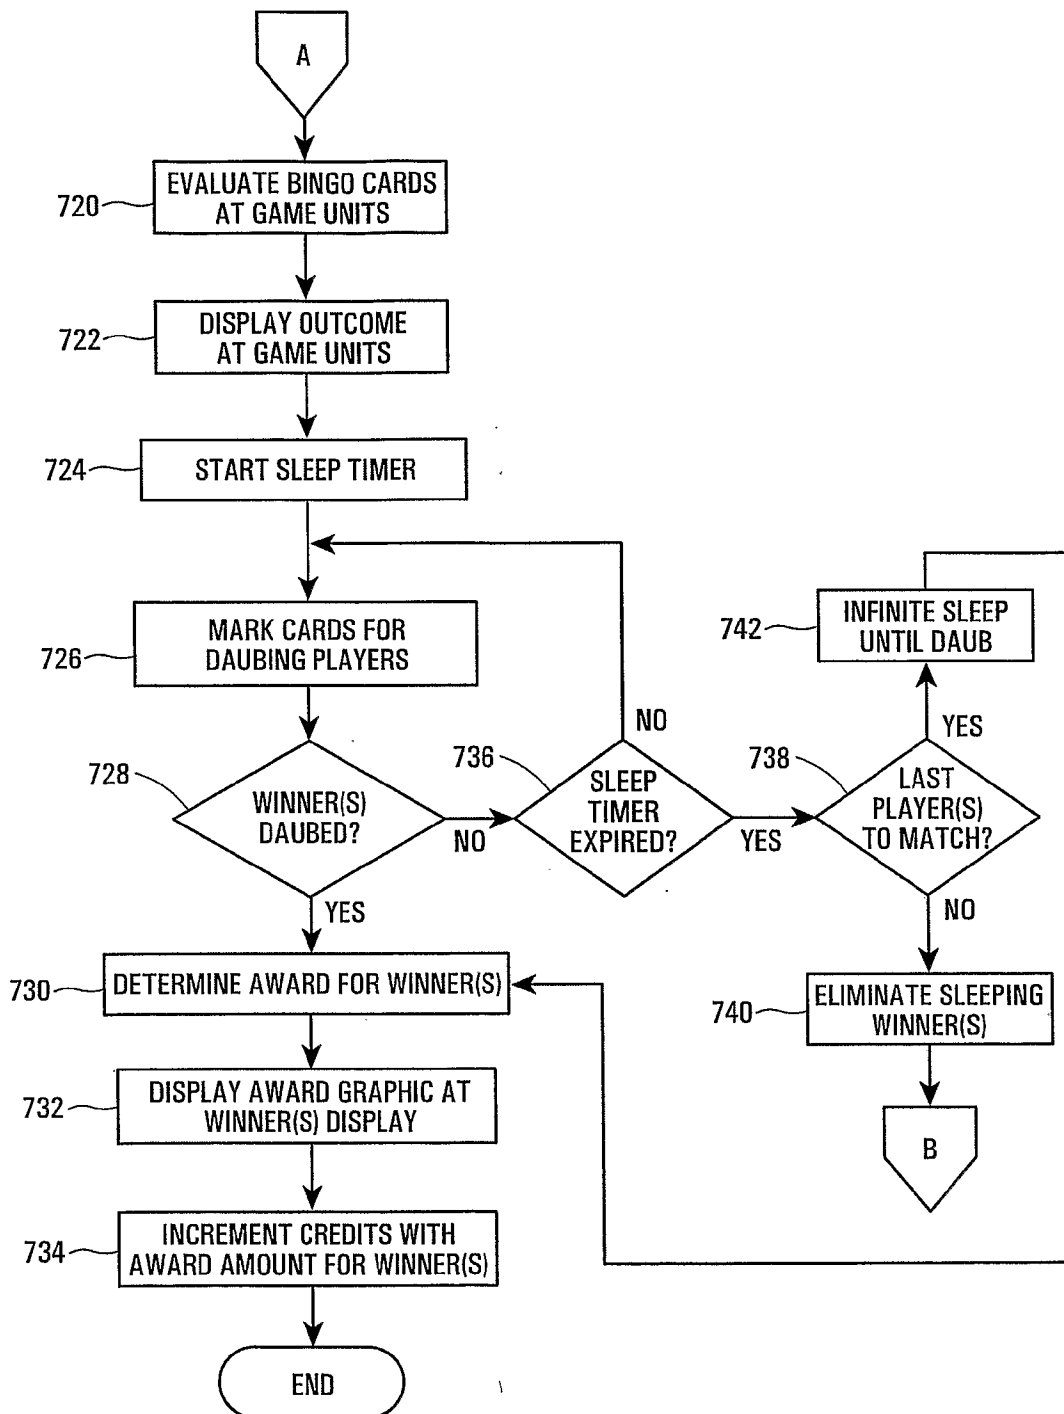 A
720
EVALUATE BINGO CARDS
AT GAME UNITS
722
DISPLAY OUTCOME
AT GAME UNITS
724
START SLEEP TIMER
726
MARK CARDS FOR
DAUBING PLAYERS
742
INFINITE SLEEP
UNTIL DAUB
728
WINNER(S)
DAUBED?
NO
YES
736
SLEEP
TIMER
EXPIRED?
NO
YES
738
LAST
PLAYER(S)
TO MATCH?
YES
NO
730
DETERMINE AWARD FOR WINNER(S)
740
ELIMINATE SLEEPING
WINNER(S)
732
DISPLAY AWARD GRAPHIC AT
WINNER(S) DISPLAY
B
734
INCREMENT CREDITS WITH
AWARD AMOUNT FOR WINNER(S)
END